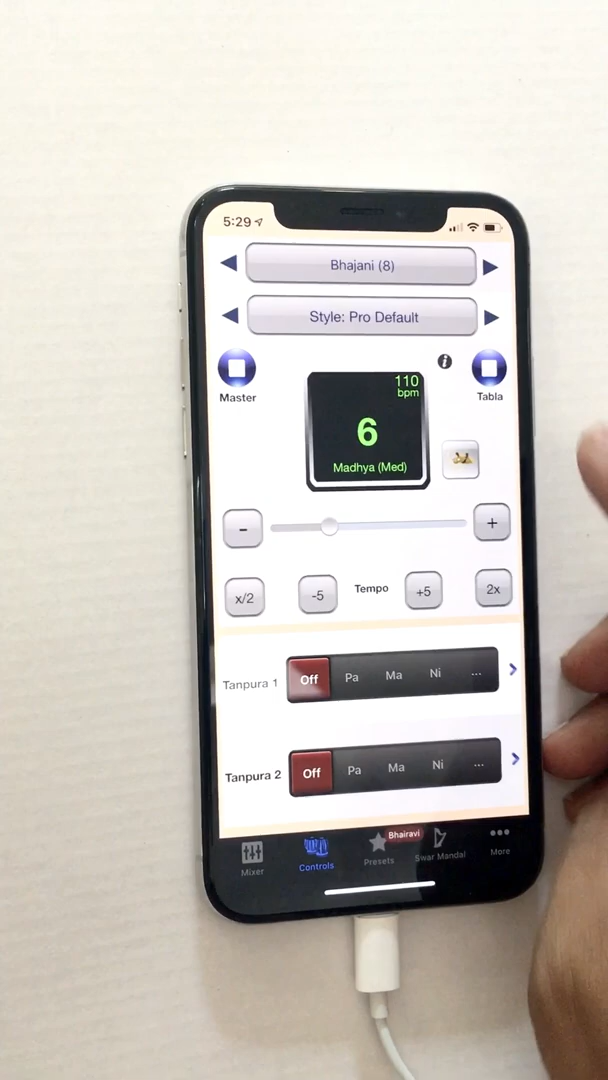 5:29
Bhajani (8)
Style: Pro Default
Master
Tabla
110
bpm
6
Madhya (Med)
-
+
x/2
-5
Tempo
+5
2x
Tanpura 1
Off
Pa
Ma
Ni
...
Tanpura 2
Off
Pa
Ma
Ni
...
Bhairavi
Mixer
Controls
Presets
Swar Mandal
More